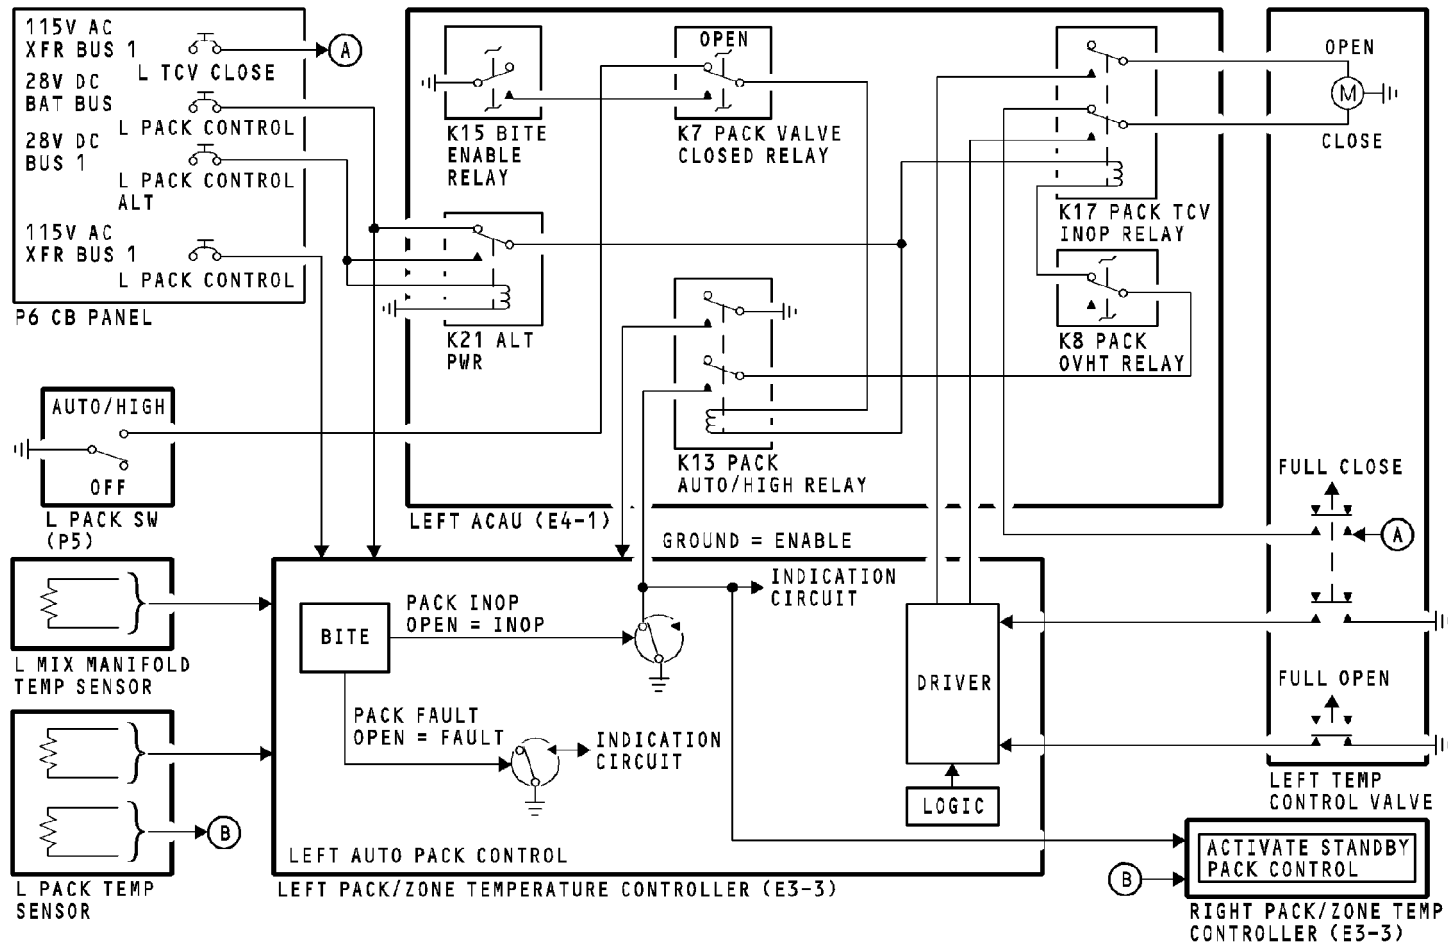 115V AC
XFR BUS 1
L TCV CLOSE
A
28V DC
BAT BUS
L PACK CONTROL
28V DC
BUS 1
L PACK CONTROL
ALT
115V AC
XFR BUS 1
L PACK CONTROL
P6 CB PANEL
K15 BITE
ENABLE
RELAY
OPEN
K7 PACK VALVE
CLOSED RELAY
K17 PACK TCV
INOP RELAY
K21 ALT
PWR
K8 PACK
OVHT RELAY
K13 PACK
AUTO/HIGH RELAY
LEFT ACAU (E4-1)
OPEN
M
CLOSE
FULL CLOSE
A
FULL OPEN
LEFT TEMP
CONTROL VALVE
AUTO/HIGH
OFF
L PACK SW
(P5)
L MIX MANIFOLD
TEMP SENSOR
B
L PACK TEMP
SENSOR
GROUND = ENABLE
INDICATION
CIRCUIT
BITE
PACK INOP
OPEN = INOP
PACK FAULT
OPEN = FAULT
INDICATION
CIRCUIT
DRIVER
LOGIC
LEFT AUTO PACK CONTROL
LEFT PACK/ZONE TEMPERATURE CONTROLLER (E3-3)
B
ACTIVATE STANDBY
PACK CONTROL
RIGHT PACK/ZONE TEMP
CONTROLLER (E3-3)